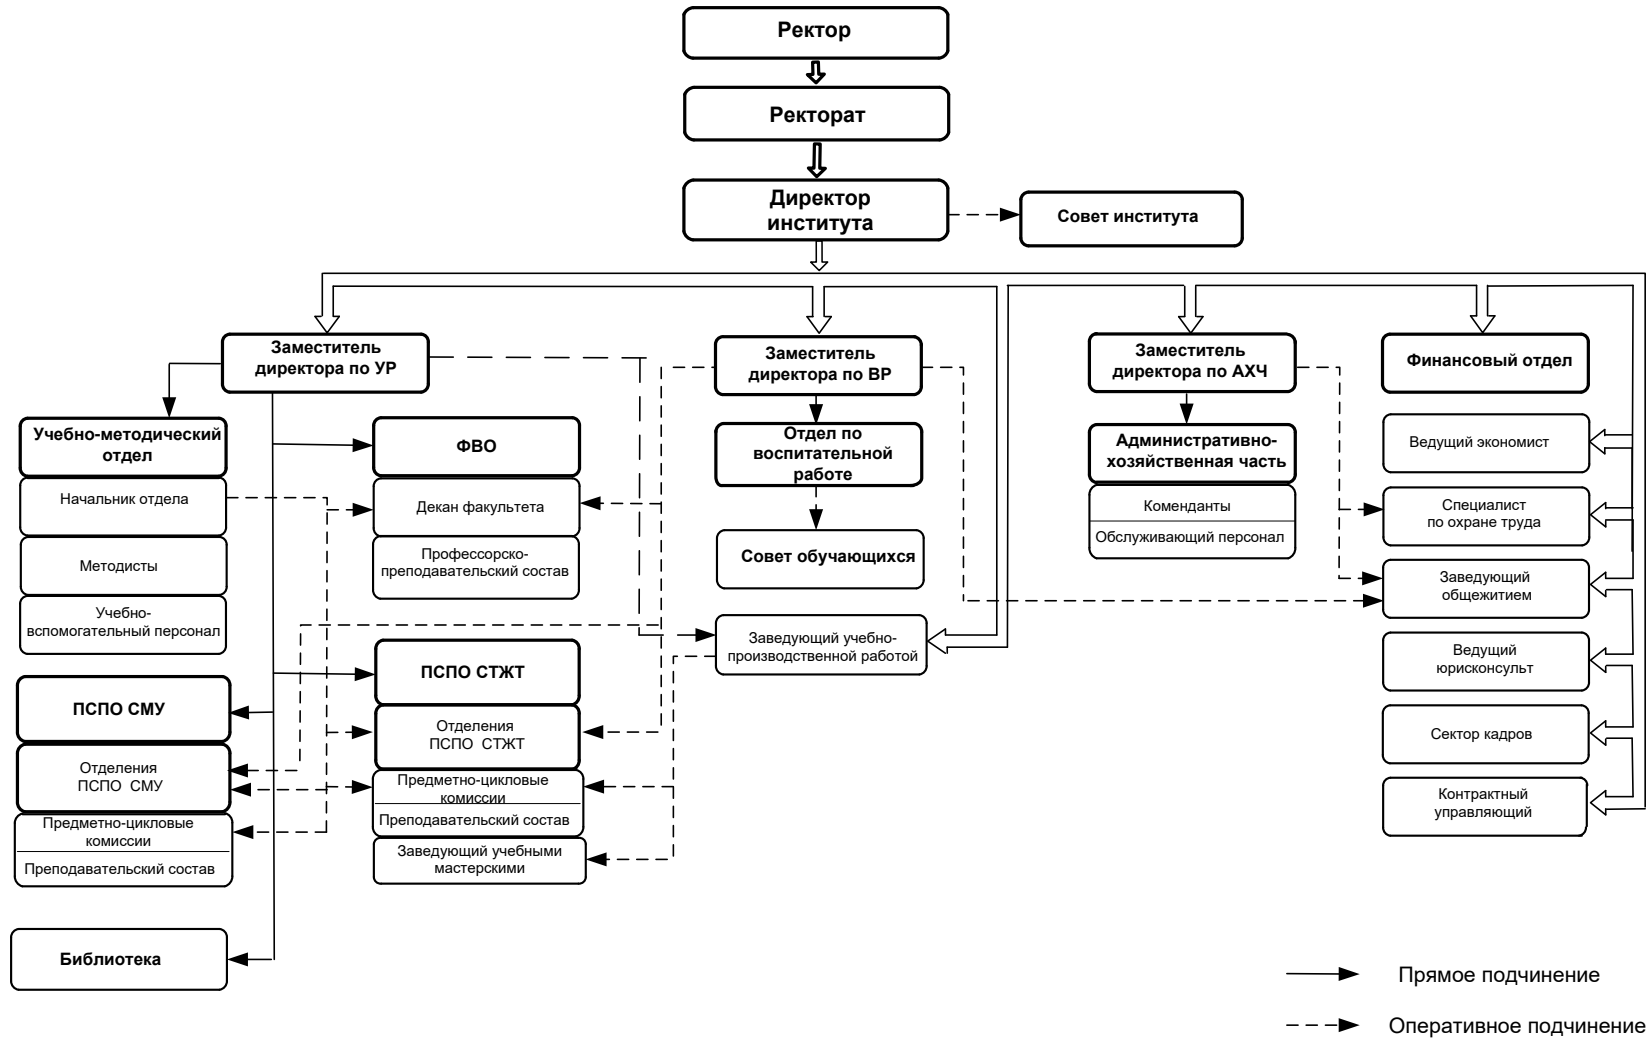 Ректор
Ректорат
Директор
института
Совет института
Заместитель
директора по УР
Заместитель
директора по ВР
Заместитель
директора по АХЧ
Финансовый отдел
Учебно-методический
отдел
Начальник отдела
Методисты
Учебно-
вспомогательный персонал
ПСПО СМУ
Отделения
ПСПО СМУ
Предметно-цикловые
комиссии
Преподавательский состав
Библиотека
ФВО
Декан факультета
Профессорско-
преподавательский состав
ПСПО СТЖТ
Отделения
ПСПО СТЖТ
Предметно-цикловые
комиссии
Преподавательский состав
Заведующий учебными
мастерскими
Отдел по
воспитательной
работе
Совет обучающихся
Заведующий учебно-
производственной работой
Административно-
хозяйственная часть
Коменданты
Обслуживающий персонал
Ведущий экономист
Специалист
по охране труда
Заведующий
общежитием
Ведущий
юрисконсульт
Сектор кадров
Контрактный
управляющий
Прямое подчинение
Оперативное подчинение